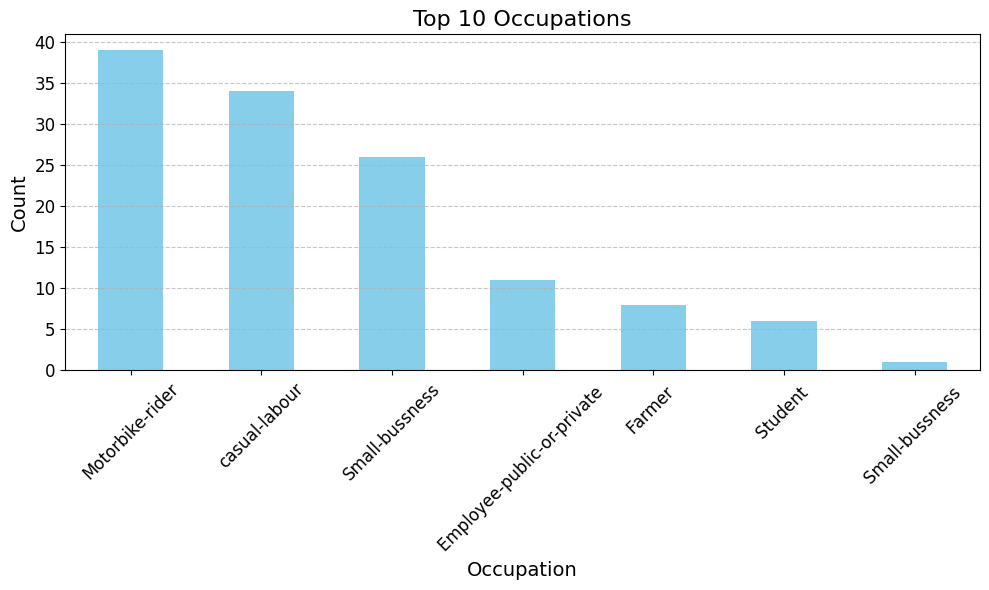 Top 10 Occupations
Count
40
35
30
25
20
15
10
5
0
Motorbike-rider
casual-labour
Small-bussness
Employee-public-or-private
Farmer
Student
Small-bussness
Occupation